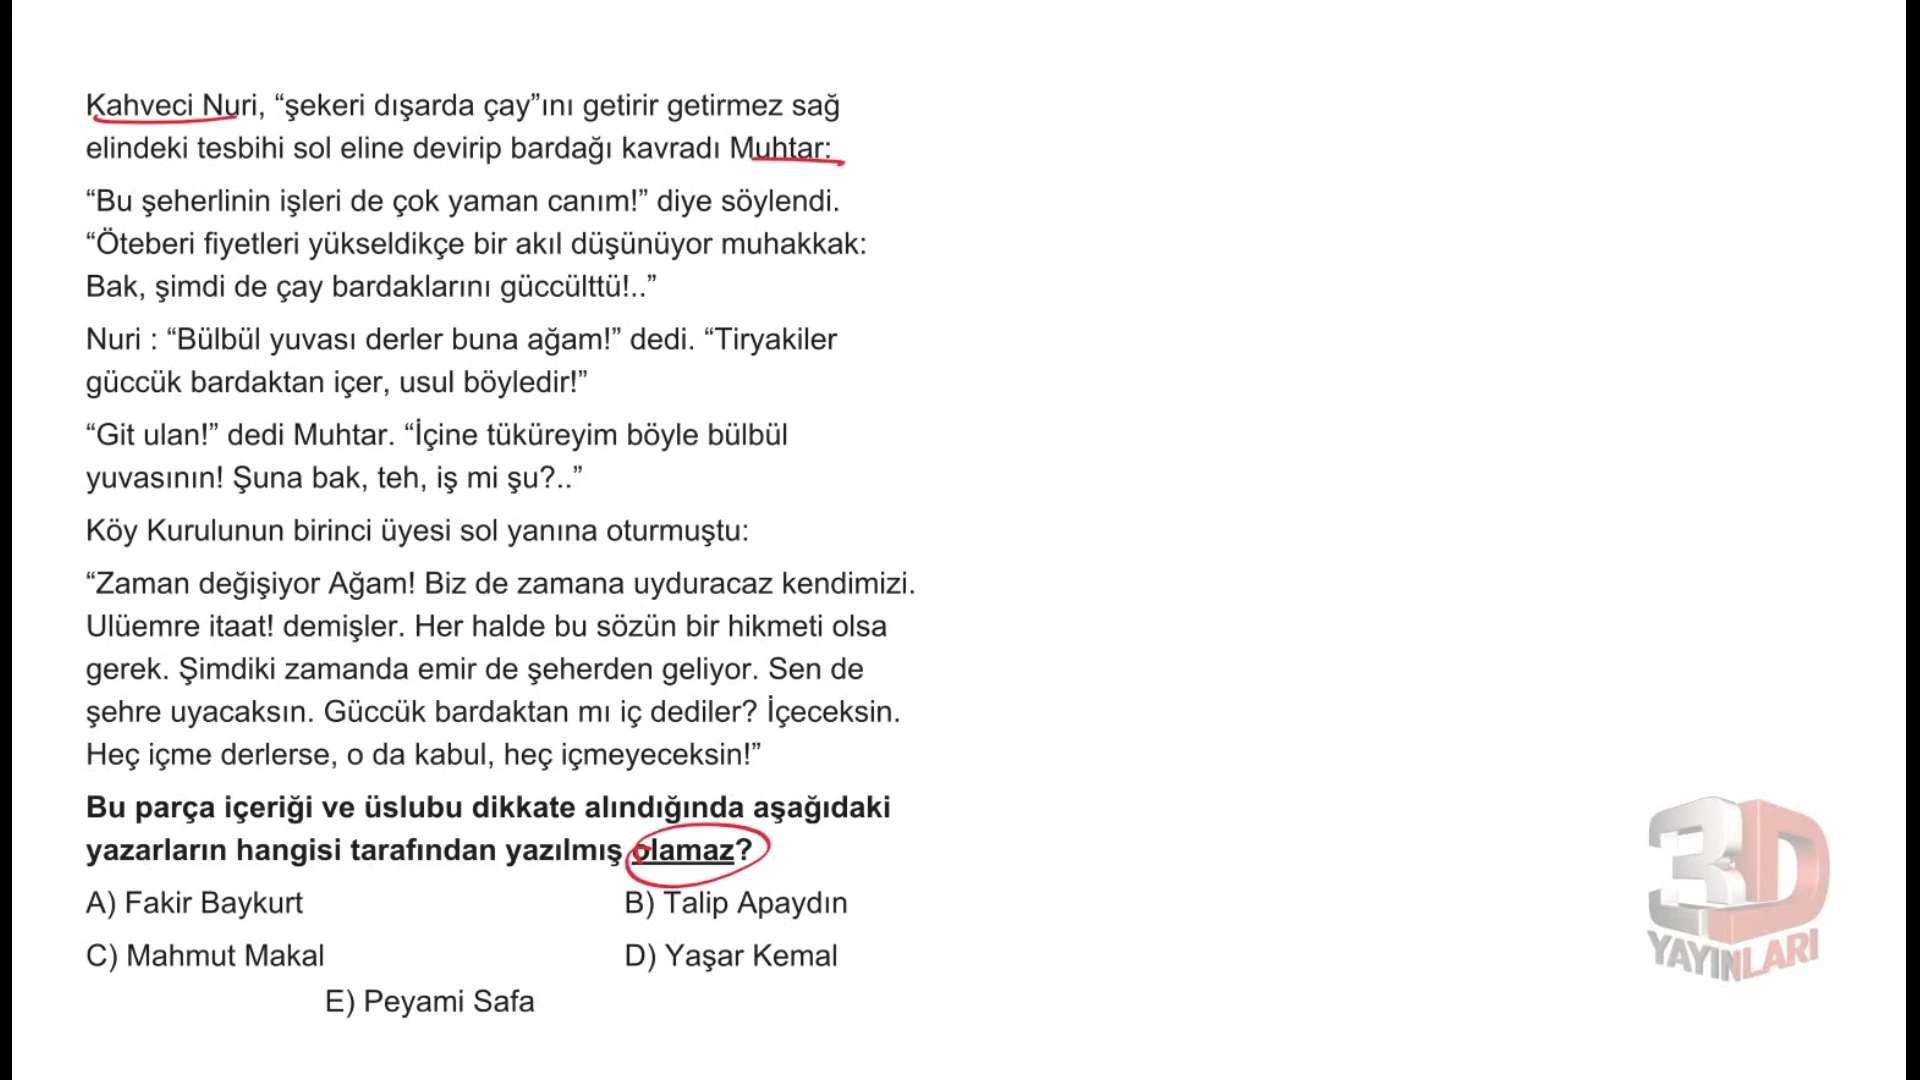 Kahveci Nuri, “şekeri dışarda çay”ını getirir getirmez sağ
elindeki tesbihi sol eline devirip bardağı kavradı Muhtar:
“Bu şeherlinin işleri de çok yaman canım!” diye söylendi.
“Öteberi fiyetleri yükseldikçe bir akıl düşünüyor muhakkak:
Bak, şimdi de çay bardaklarını güccülttü!..”
Nuri : “Bülbül yuvası derler buna ağam!” dedi. “Tiryakiler
güccük bardaktan içer, usul böyledir!”
“Git ulan!” dedi Muhtar. “İçine tüküreyim böyle bülbül
yuvasının! Şuna bak, teh, iş mi şu?..”
Köy Kurulunun birinci üyesi sol yanına oturmuştu:
“Zaman değişiyor Ağam! Biz de zamana uyduracaz kendimizi.
Ulüemre itaat! demişler. Her halde bu sözün bir hikmeti olsa
gerek. Şimdiki zamanda emir de şeherden geliyor. Sen de
şehre uyacaksın. Güccük bardaktan mı iç dediler? İçeceksin.
Heç içme derlerse, o da kabul, heç içmeyeceksin!”
Bu parça içeriği ve üslubu dikkate alındığında aşağıdaki
yazarların hangisi tarafından yazılmış olamaz?
A) Fakir Baykurt B) Talip Apaydın
C) Mahmut Makal D) Yaşar Kemal
E) Peyami Safa
3D
YAYINLARI